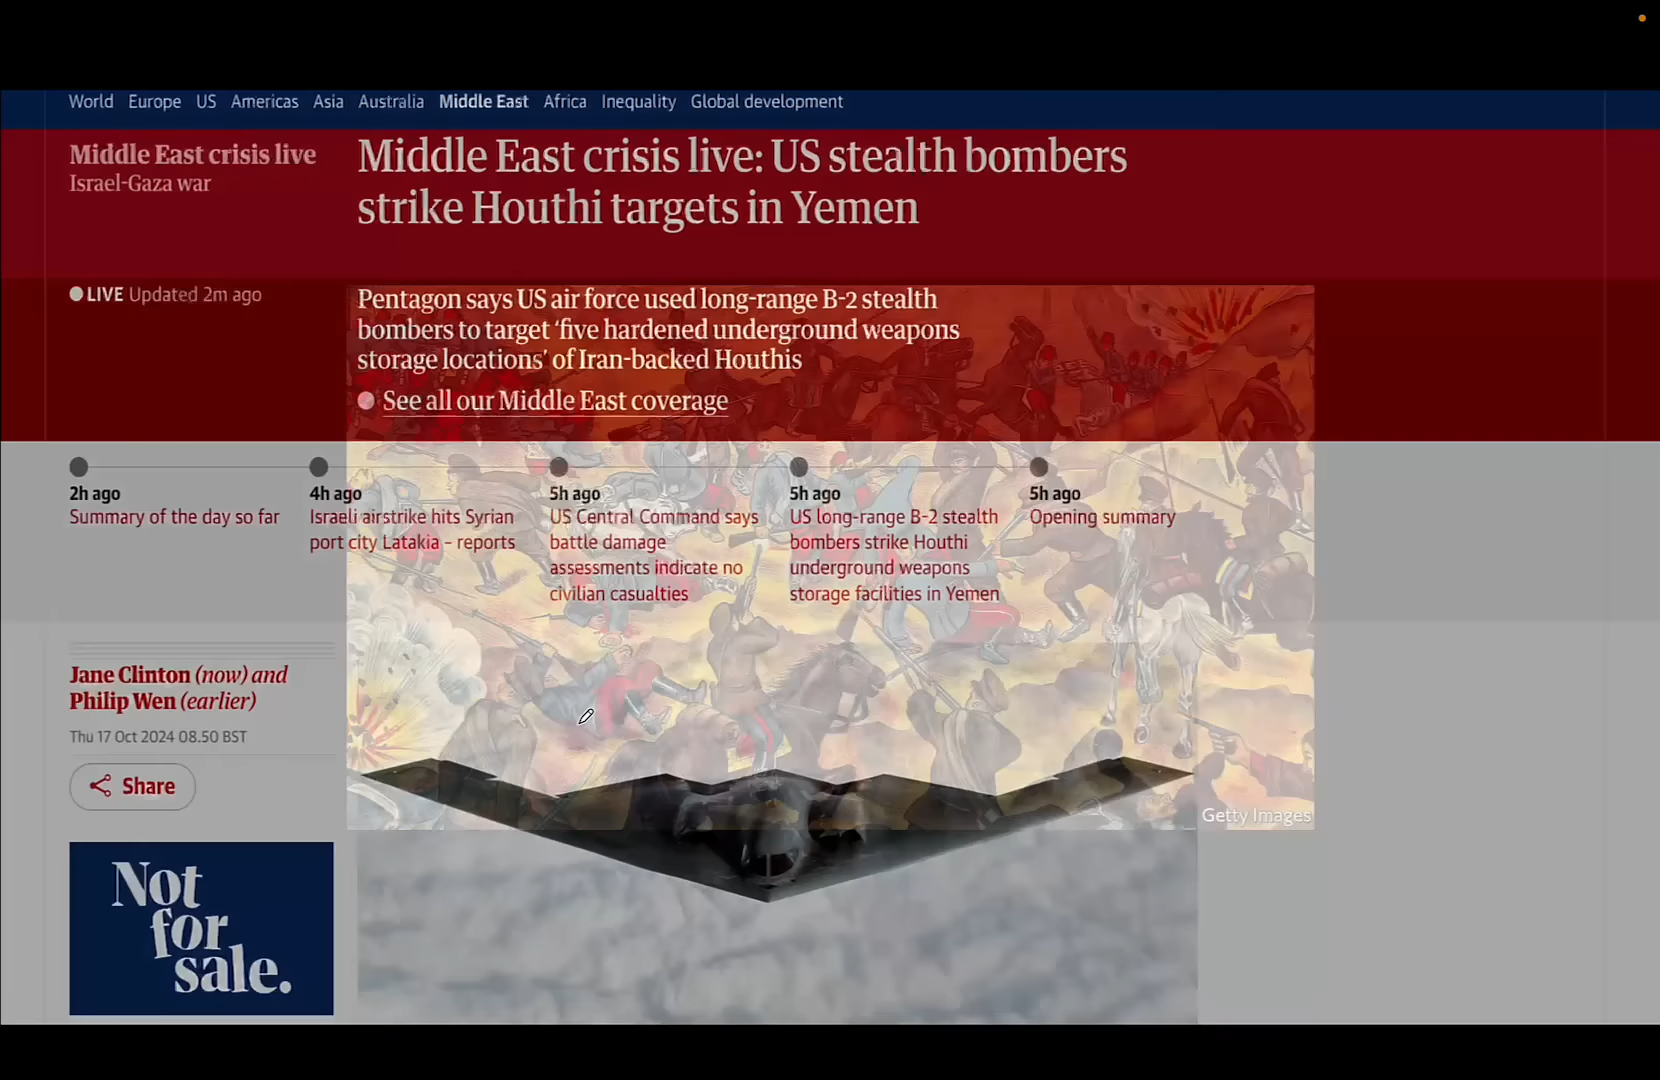 World Europe US Americas Asia Australia Middle East Africa Inequality Global development
Middle East crisis live
Israel-Gaza war
Middle East crisis live: US stealth bombers
strike Houthi targets in Yemen
LIVE Updated 2m ago
Pentagon says US air force used long-range B-2 stealth
bombers to target ‘five hardened underground weapons
storage locations’ of Iran-backed Houthis
See all our Middle East coverage
2h ago
Summary of the day so far
4h ago
Israeli airstrike hits Syrian
port city Latakia – reports
5h ago
US Central Command says
battle damage
assessments indicate no
civilian casualties
5h ago
US long-range B-2 stealth
bombers strike Houthi
underground weapons
storage facilities in Yemen
5h ago
Opening summary
Jane Clinton (now) and
Philip Wen (earlier)
Thu 17 Oct 2024 08.50 BST
Share
Getty Images
Not
for
sale.